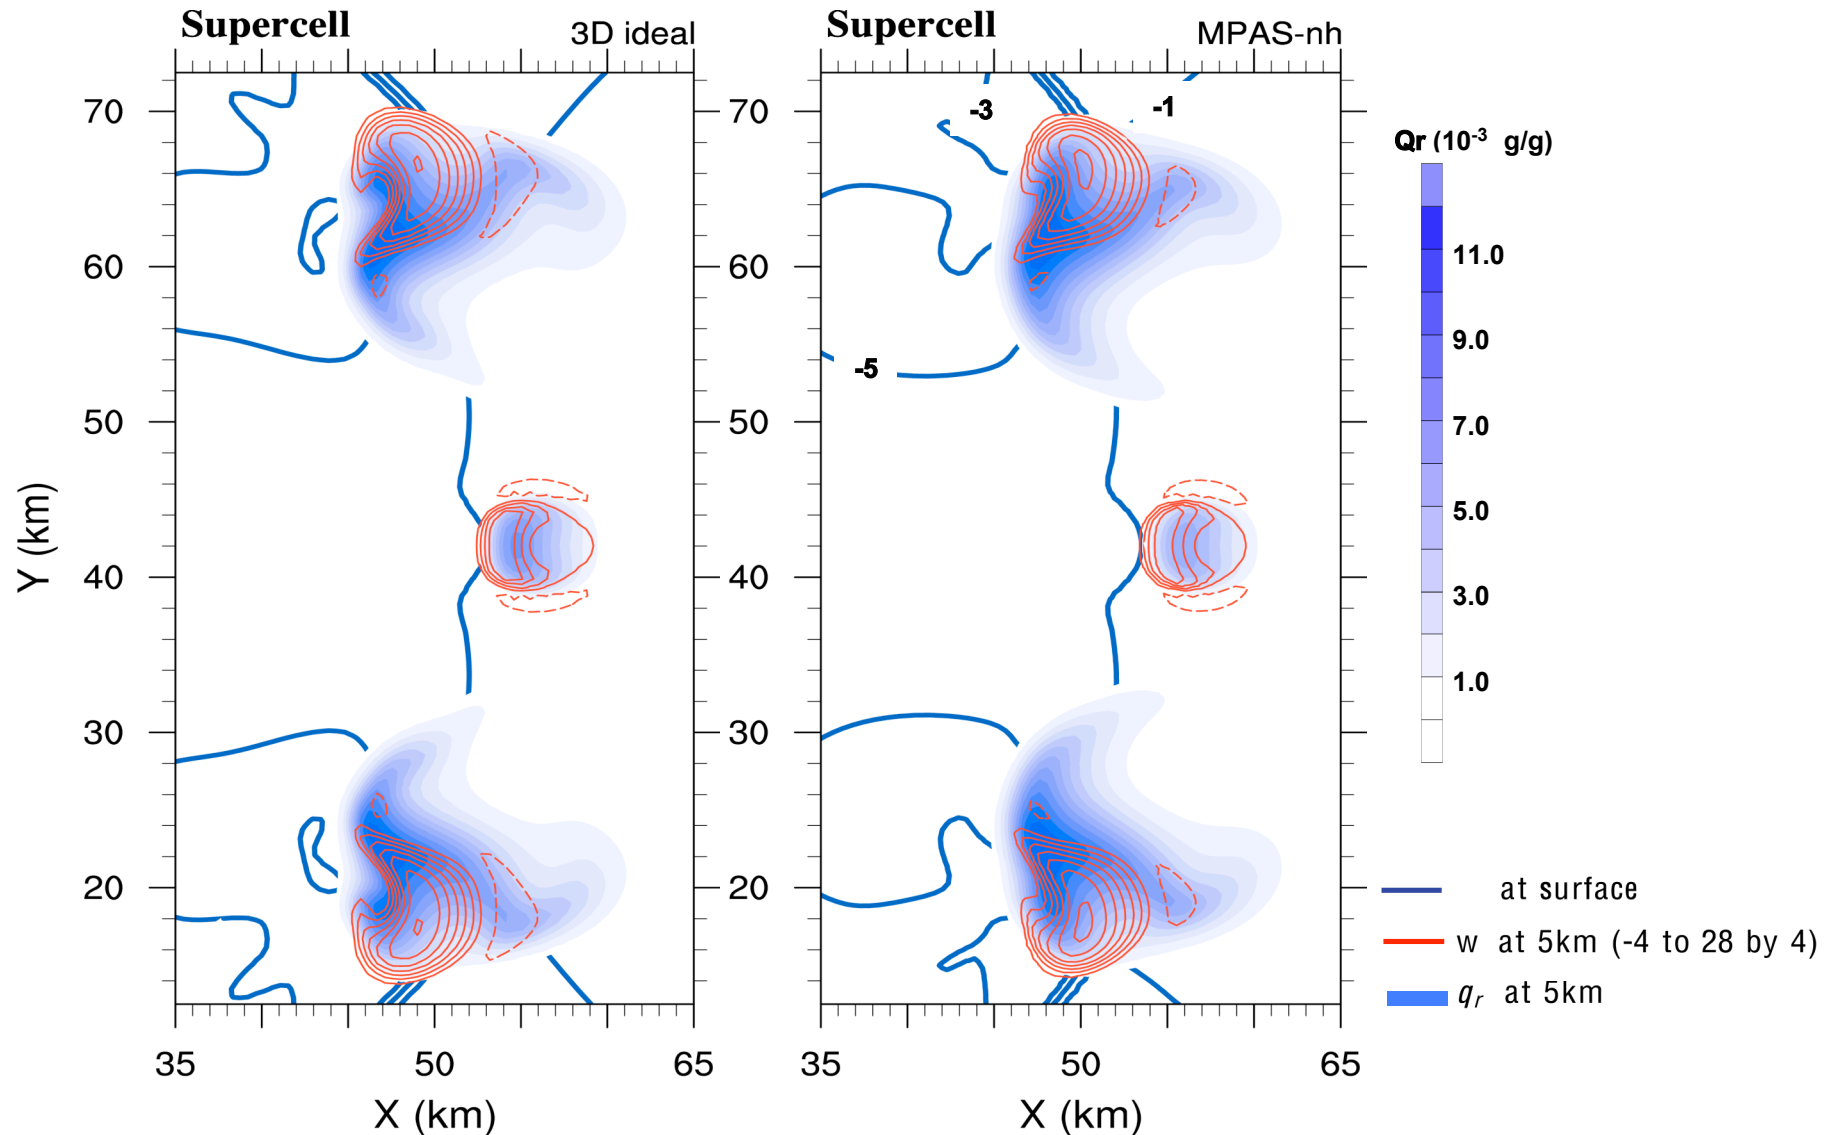 Supercell
3D ideal
Supercell
MPAS-nh
70
60
50
40
30
20
Y (km)
35
50
65
X (km)
70
60
50
40
30
20
-3
-1
-5
35
50
65
X (km)
Qr (10-3 g/g)
11.0
9.0
7.0
5.0
3.0
1.0
at surface
w at 5km (-4 to 28 by 4)
qr at 5km